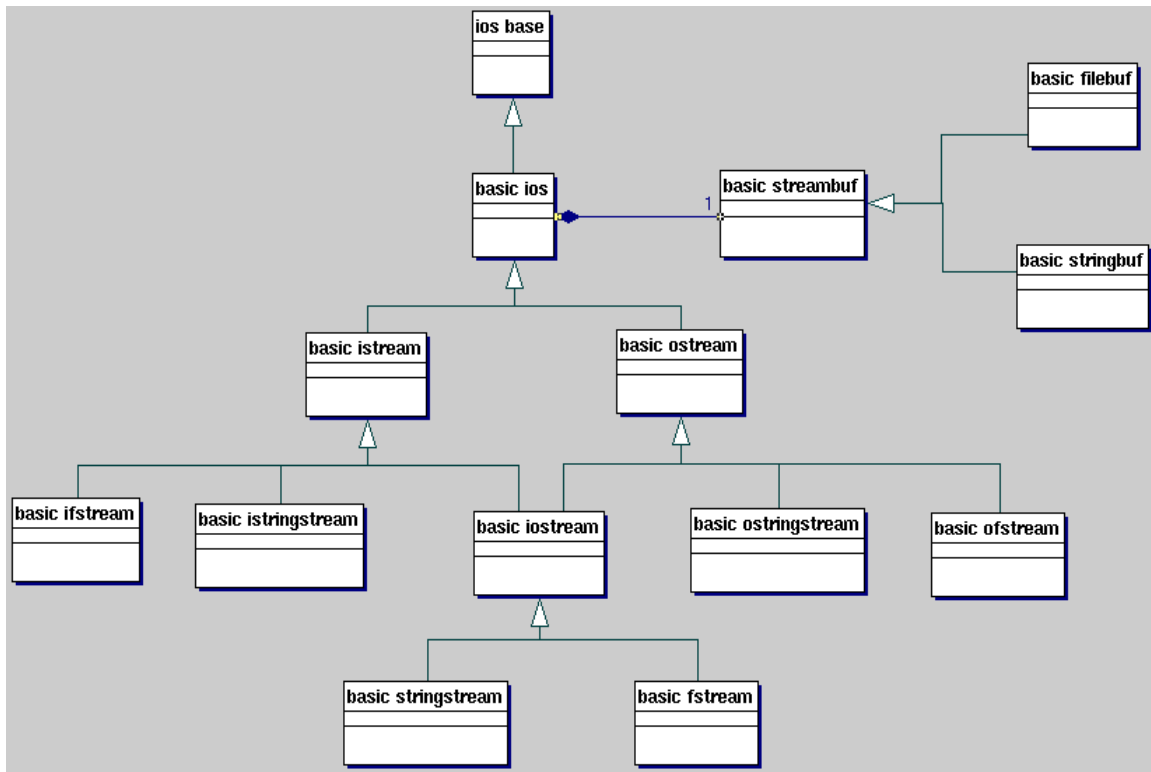 ios base
basic filebuf
basic ios
basic streambuf
1
basic stringbuf
basic istream
basic ostream
basic ifstream
basic istringstream
basic iostream
basic ostringstream
basic ofstream
basic stringstream
basic fstream